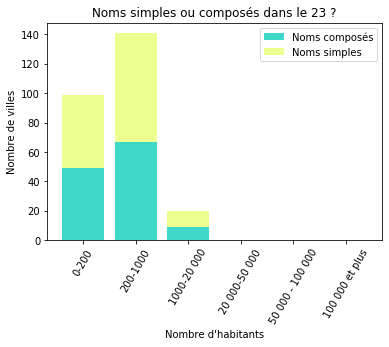 Noms simples ou composés dans le 23 ?
Noms composés
Noms simples
Nombre de villes
140
120
100
80
60
40
20
0
0-200
200-1000
1000-20 000
20 000-50 000
50 000 - 100 000
100 000 et plus
Nombre d'habitants